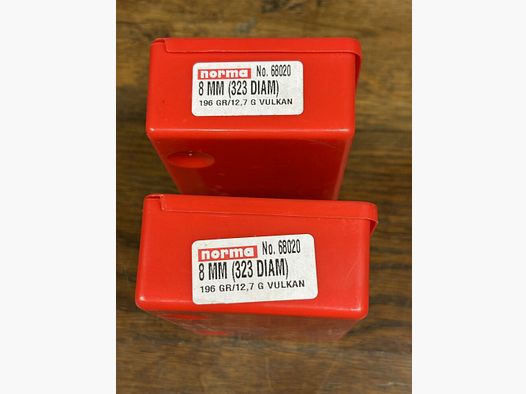 norma No. 68020
8 MM (323 DIAM)
196 GR/12,7 G VULKAN
norma No. 68020
8 MM (323 DIAM)
196 GR/12,7 G VULKAN